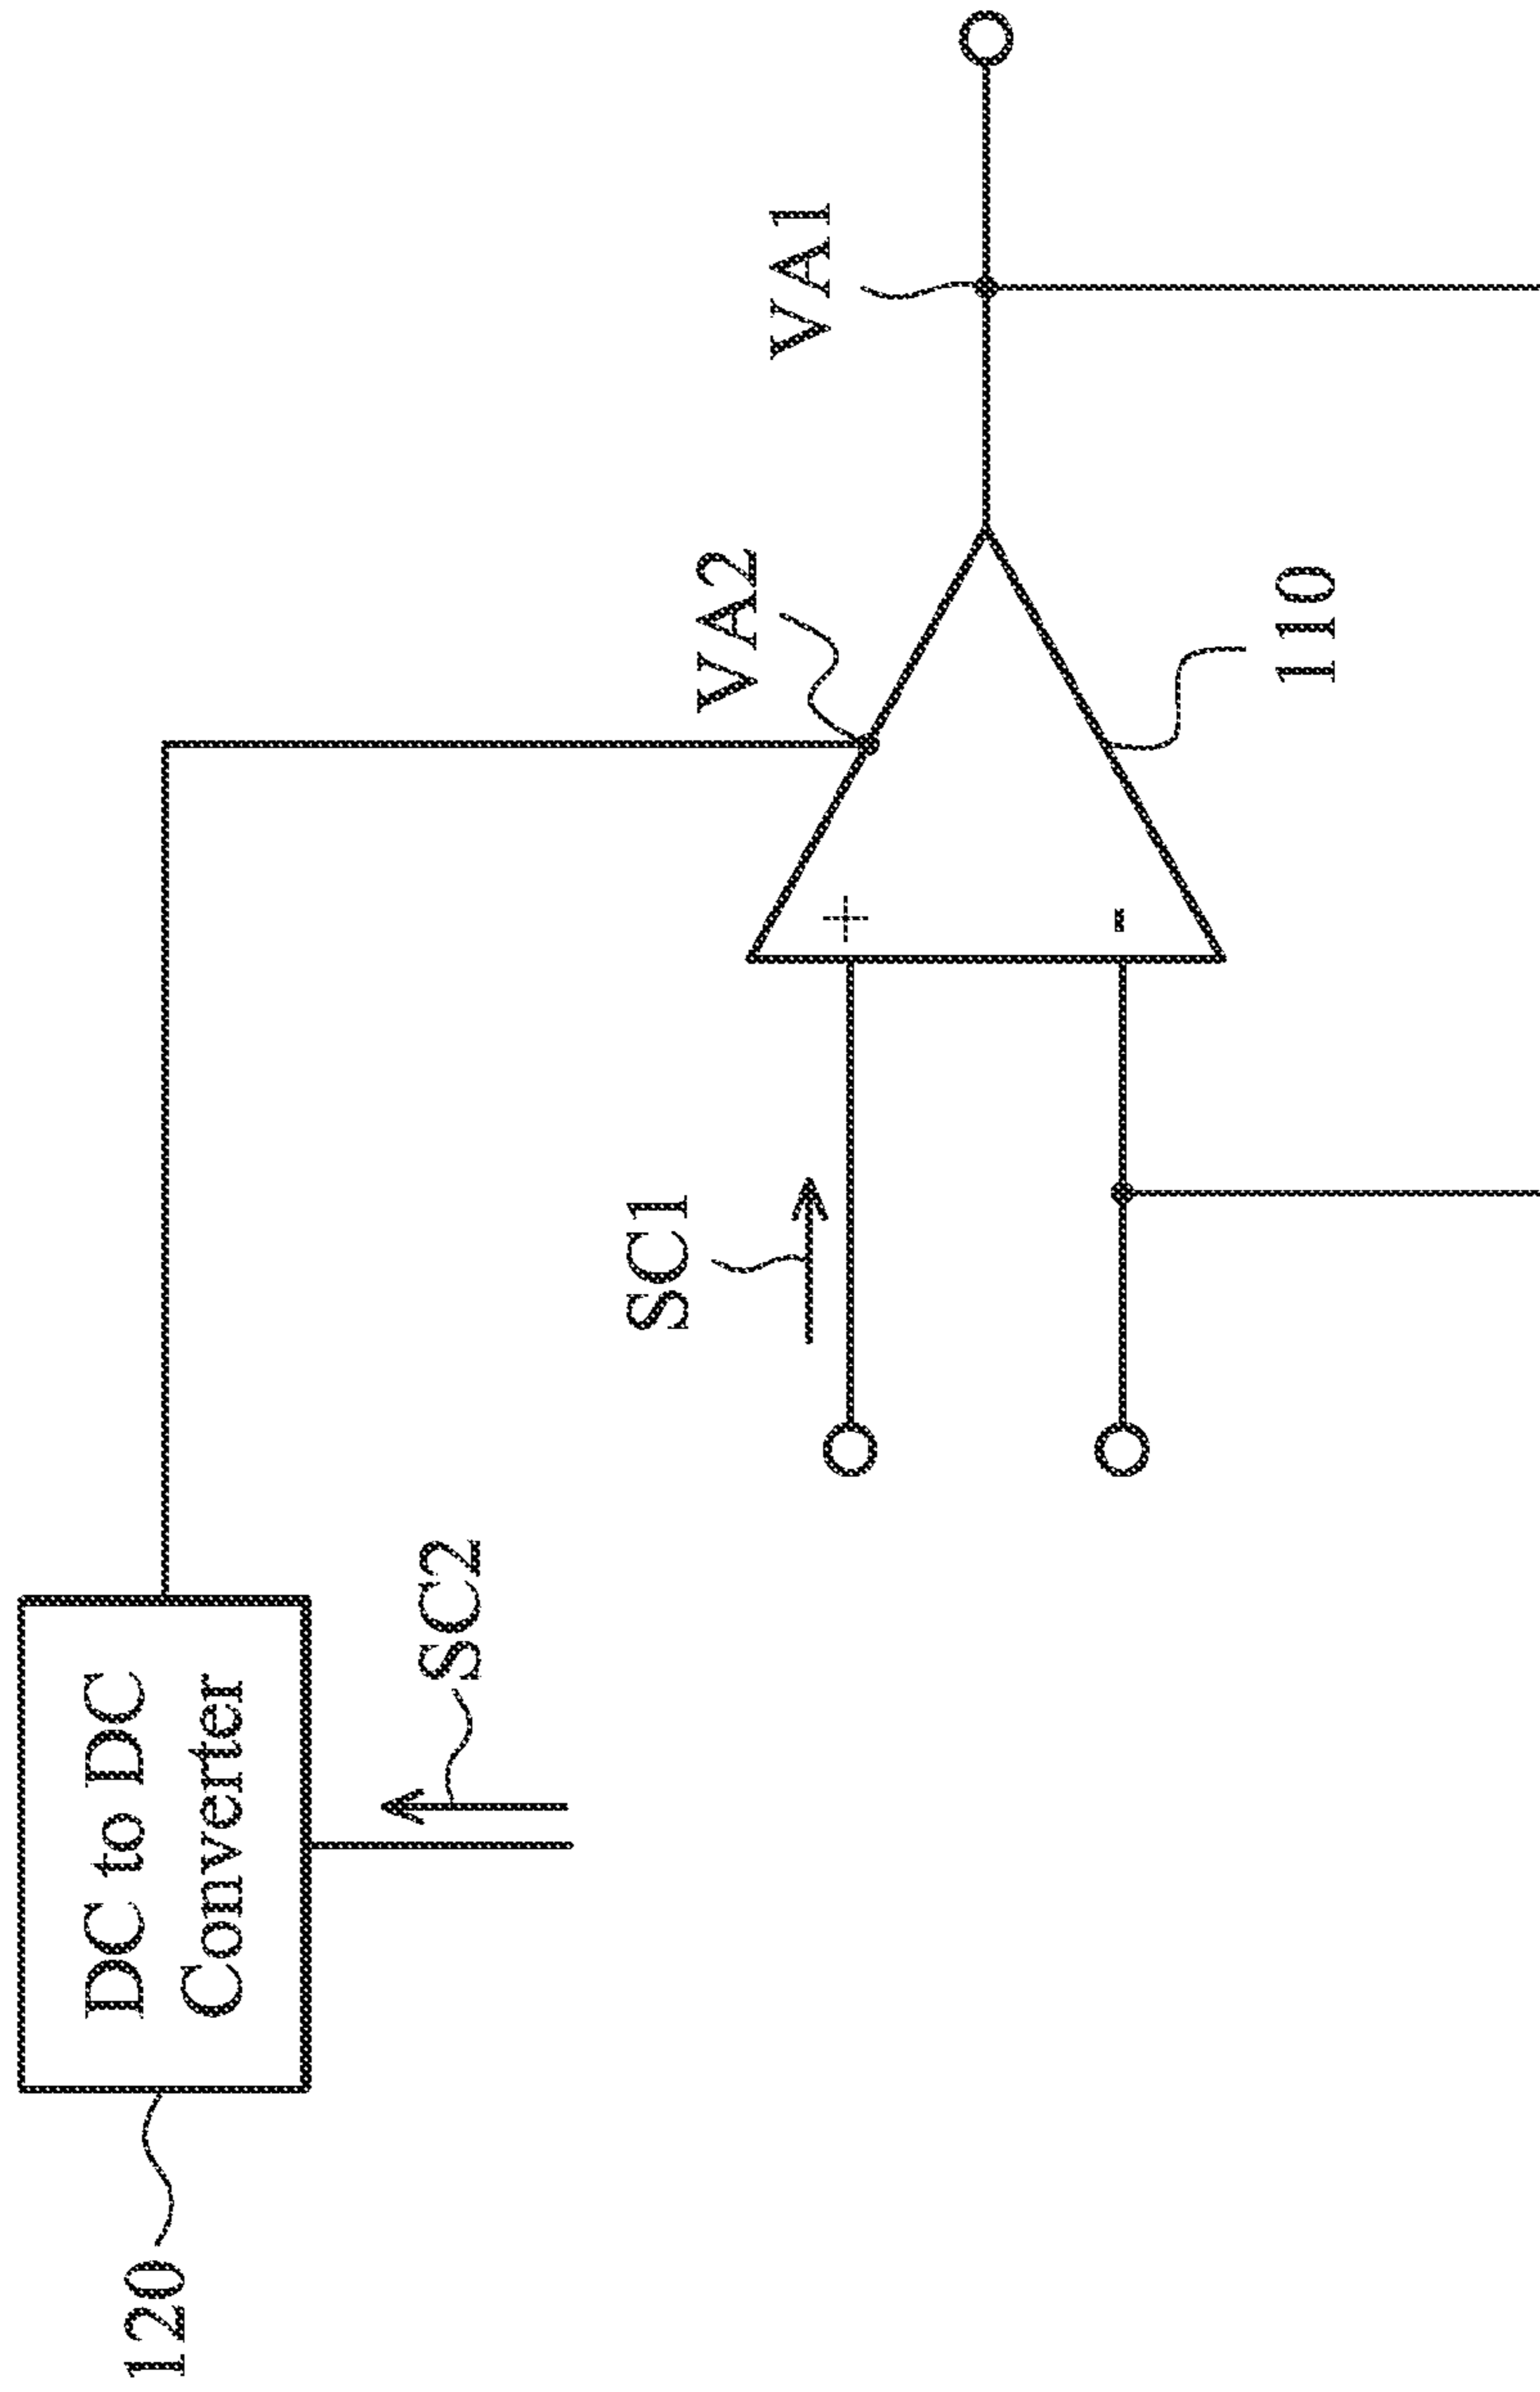 120
DC to DC
Converter
SC2
SC1
VA2
VA1
+
-
110